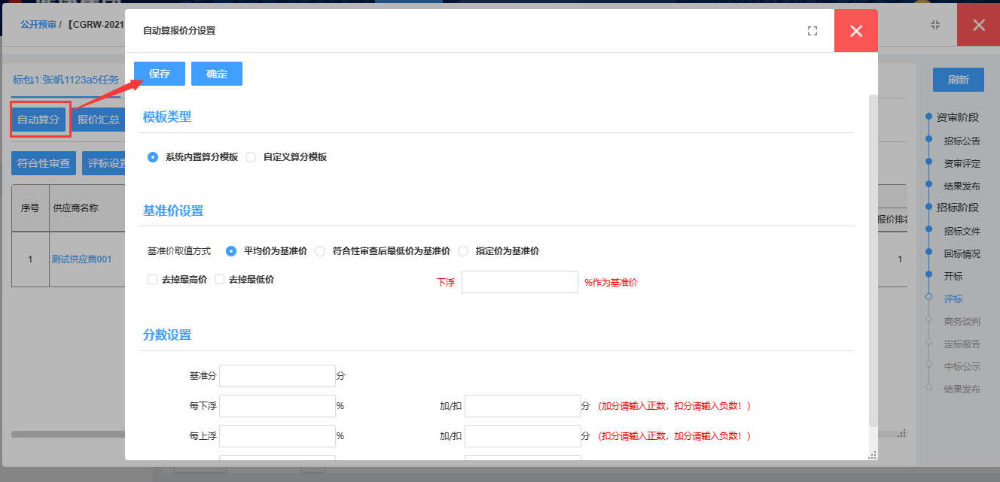 公开预审 / 【CGRW-2021
自动算报价分设置
标包1:张帆1123a5任务
保存
确定
刷新
自动算分
报价汇总
模板类型
系统内置算分模板
自定义算分模板
符合性审查
评标设置
序号
供应商名称
报价排名
1
测试供应商001
1
基准价设置
基准价取值方式
平均价为基准价
符合性审查后最低价为基准价
指定价为基准价
去掉最高价
去掉最低价
下浮
%作为基准价
分数设置
基准分
分
每下浮
%
加/扣
分
(加分请输入正数，扣分请输入负数！)
每上浮
%
加/扣
分
(扣分请输入正数，加分请输入负数！)
资审阶段
招标公告
资审评定
结果发布
招标阶段
招标文件
回标情况
开标
评标
商务谈判
定标报告
中标公示
结果发布